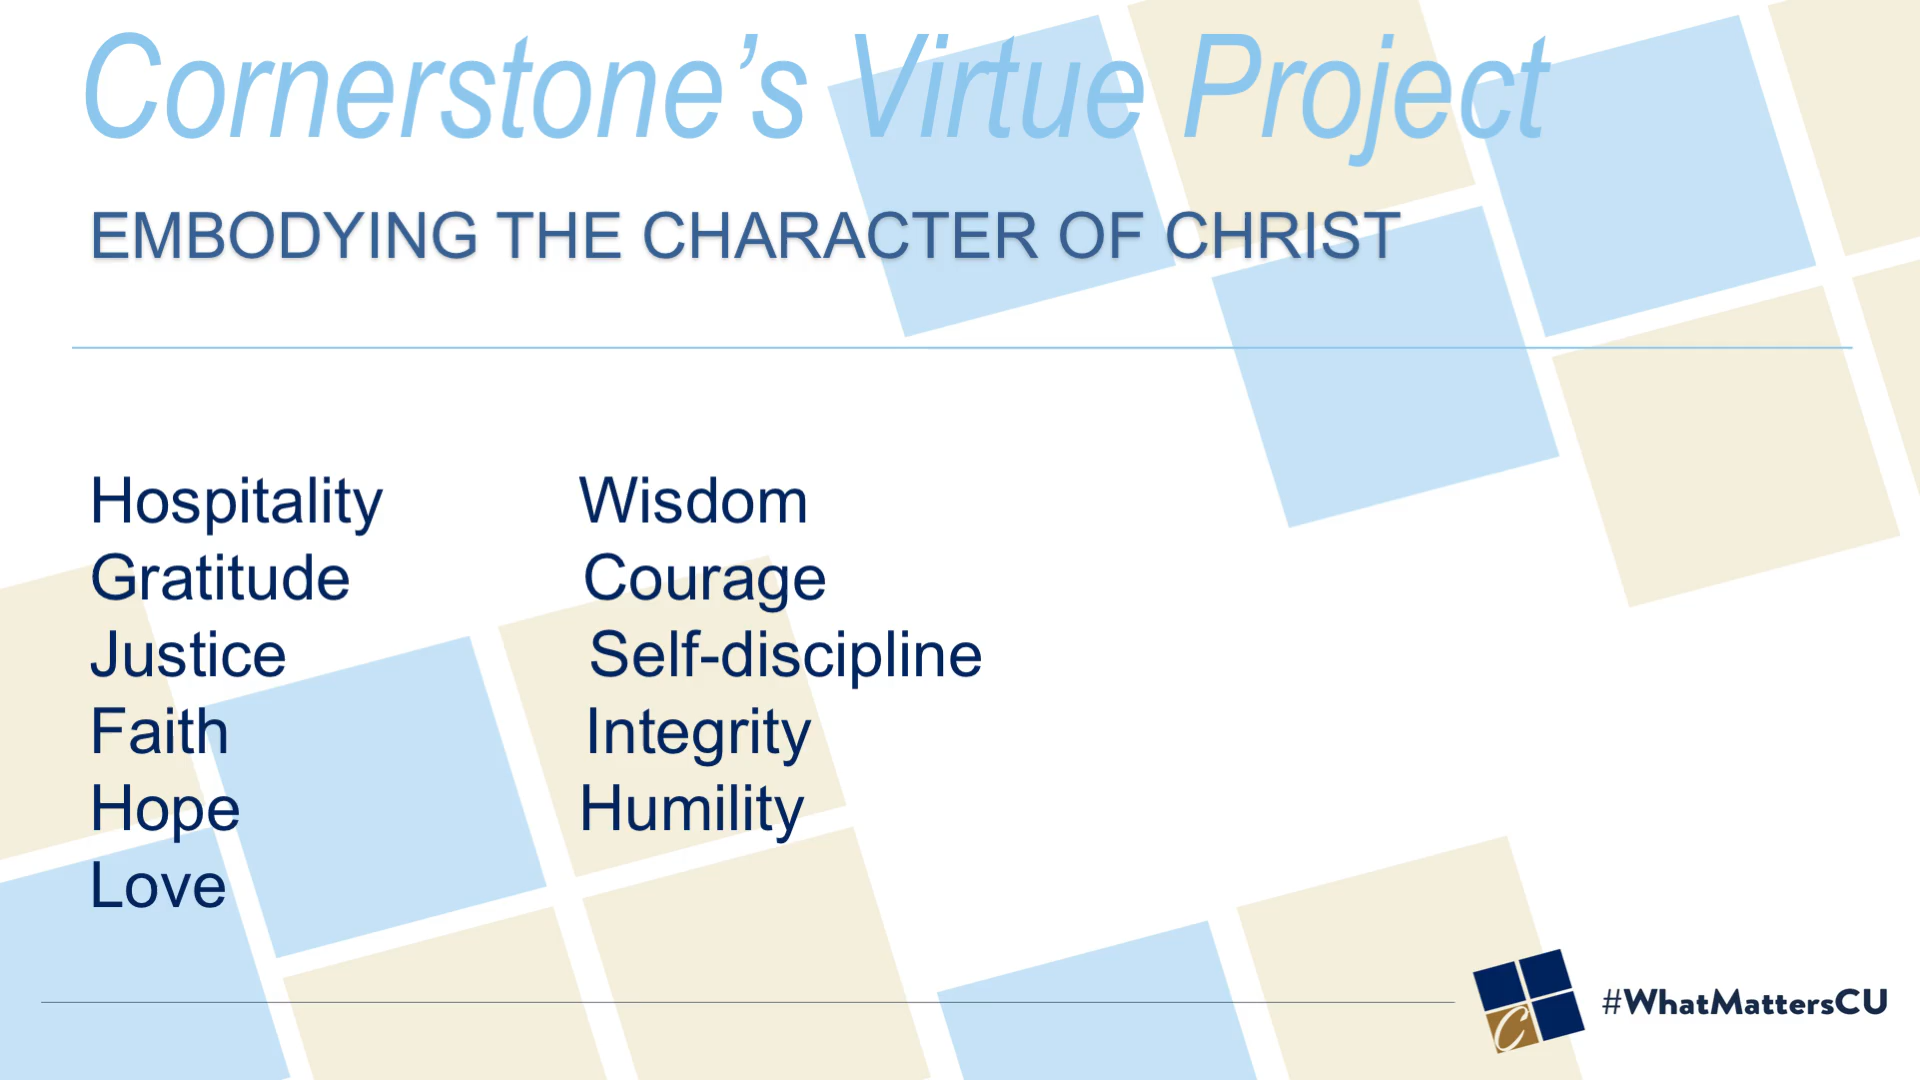 Cornerstone’s Virtue Project
EMBODYING THE CHARACTER OF CHRIST
Hospitality Wisdom
Gratitude Courage
Justice Self-discipline
Faith Integrity
Hope Humility
Love
C
#WhatMattersCU